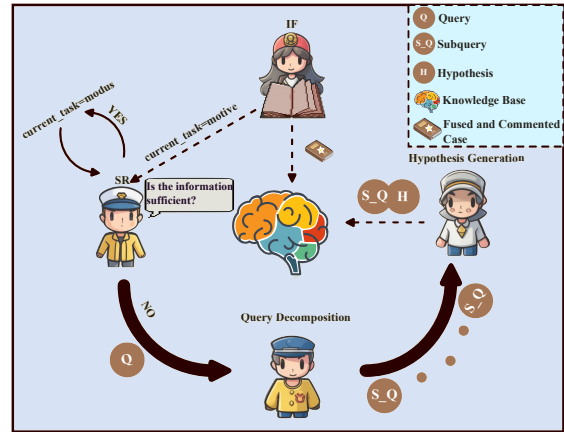 IF
Q
Query
S_Q
Subquery
H
Hypothesis
Knowledge Base
Fused and Commented
Case
current_task=modus
YES
current_task=motive
Hypothesis Generation
SR
Is the information
sufficient?
S_Q
H
NO
Query Decomposition
S_Q
Q
S_Q